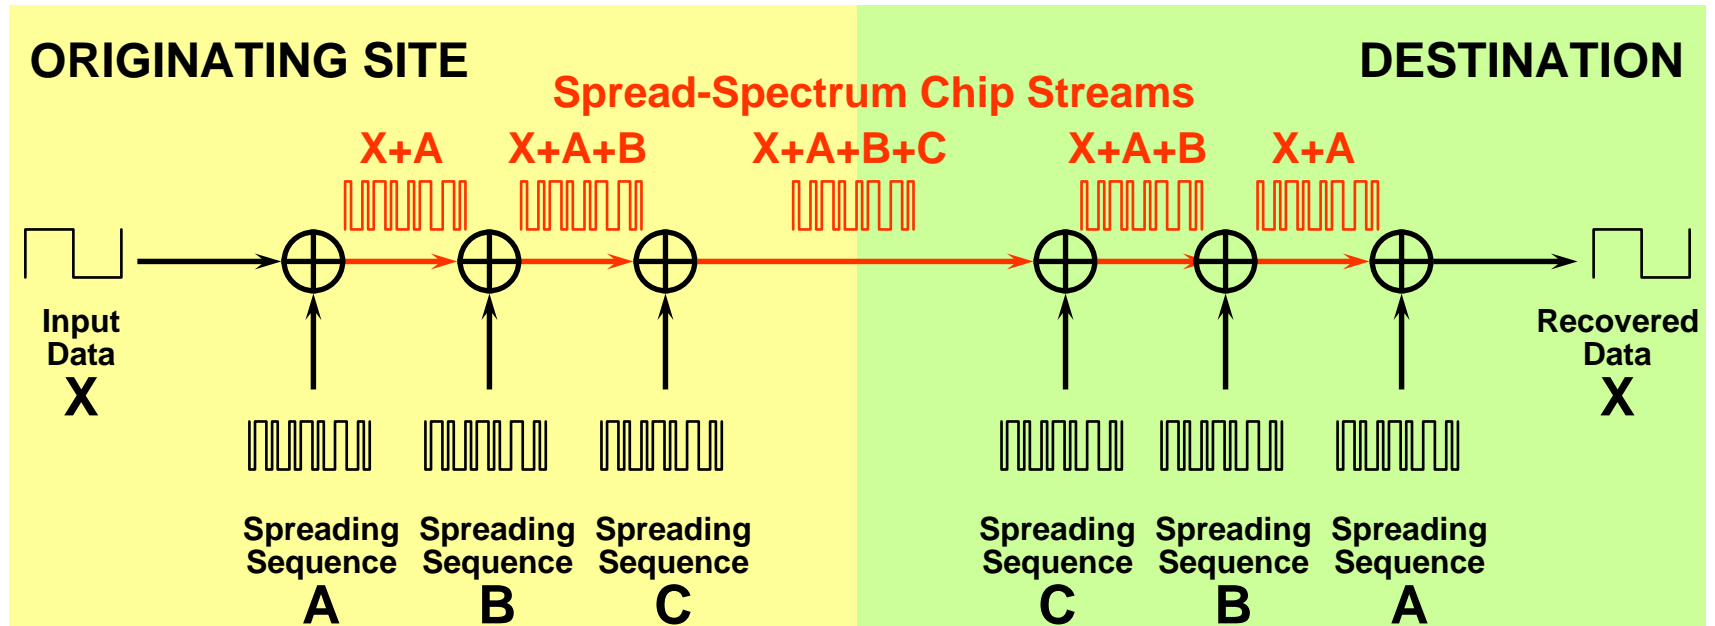 ORIGINATING SITE
DESTINATION
Spread-Spectrum Chip Streams
X+A
X+A+B
X+A+B+C
X+A+B
X+A
Input
Data
X
Recovered
Data
X
Spreading
Sequence
A
Spreading
Sequence
B
Spreading
Sequence
C
Spreading
Sequence
C
Spreading
Sequence
B
Spreading
Sequence
A